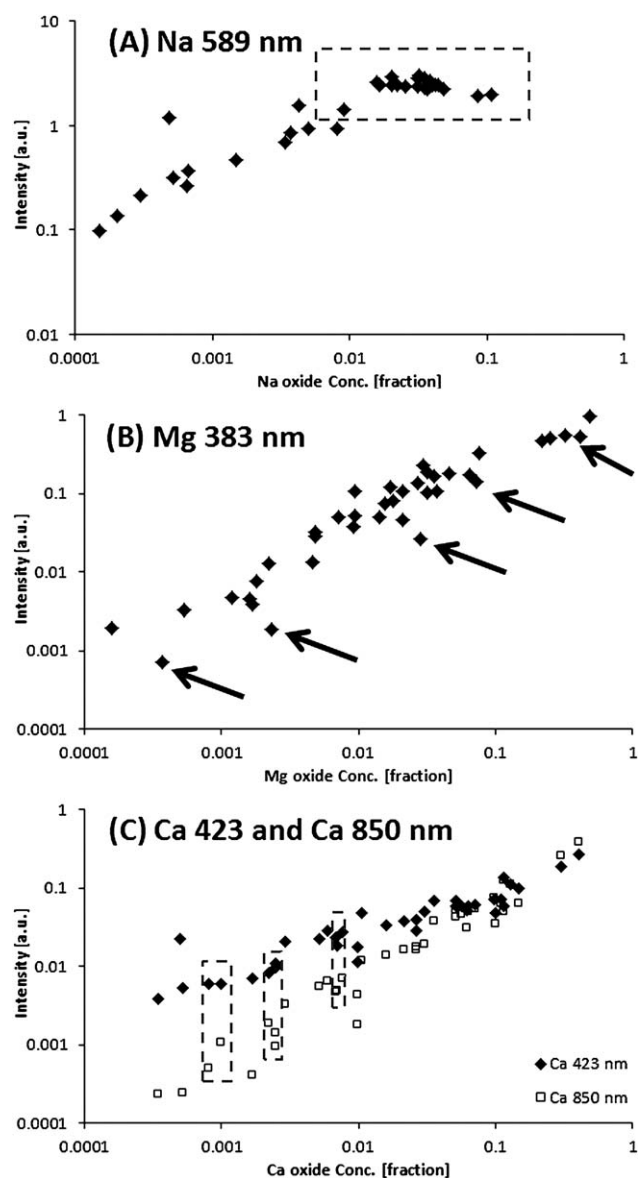 (A) Na 589 nm
10
1
0.1
0.01
Intensity [a.u.]
0.0001
0.001
0.01
0.1
1
Na oxide Conc. [fraction]
(B) Mg 383 nm
1
0.1
0.01
0.001
0.0001
Intensity [a.u.]
0.0001
0.001
0.01
0.1
1
Mg oxide Conc. [fraction]
(C) Ca 423 and Ca 850 nm
1
0.1
0.01
0.001
0.0001
Intensity [a.u.]
Ca 423 nm
Ca 850 nm
0.0001
0.001
0.01
0.1
1
Ca oxide Conc. [fraction]